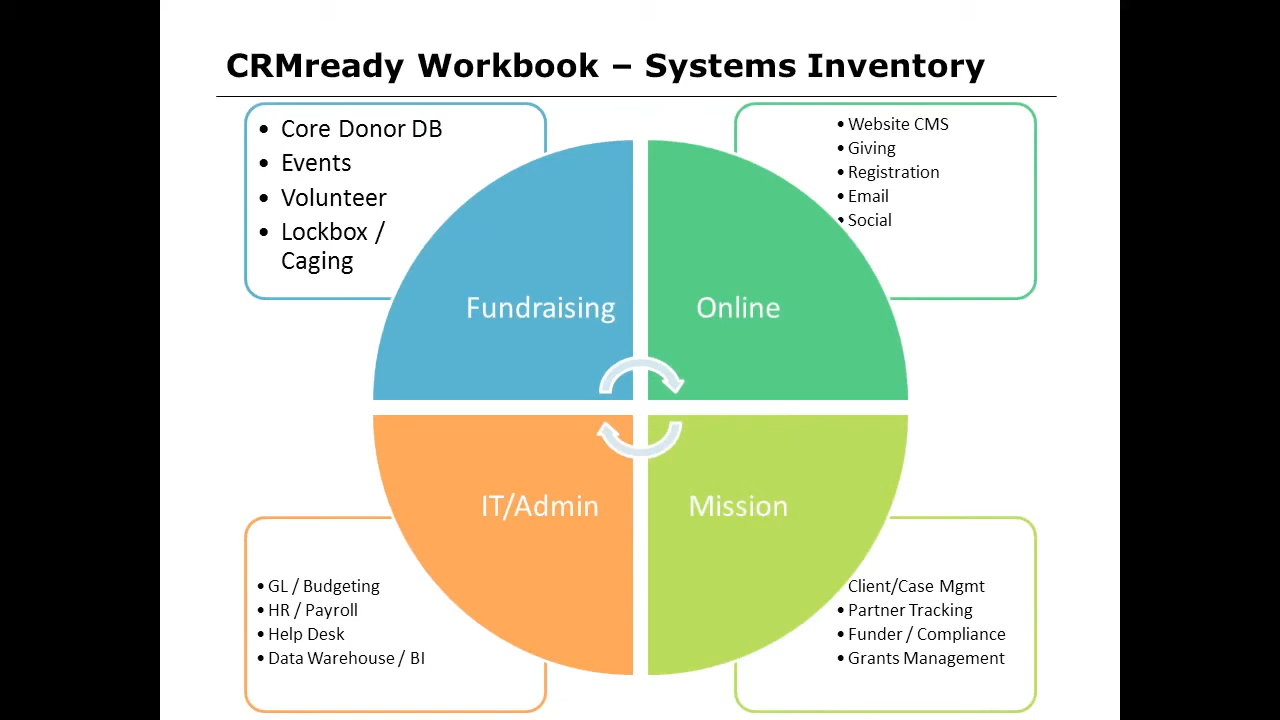 CRMready Workbook – Systems Inventory
• Core Donor DB
• Events
• Volunteer
• Lockbox /
Caging
• Website CMS
• Giving
• Registration
• Email
• Social
Fundraising
Online
IT/Admin
Mission
• GL / Budgeting
• HR / Payroll
• Help Desk
• Data Warehouse / BI
Client/Case Mgmt
• Partner Tracking
• Funder / Compliance
• Grants Management